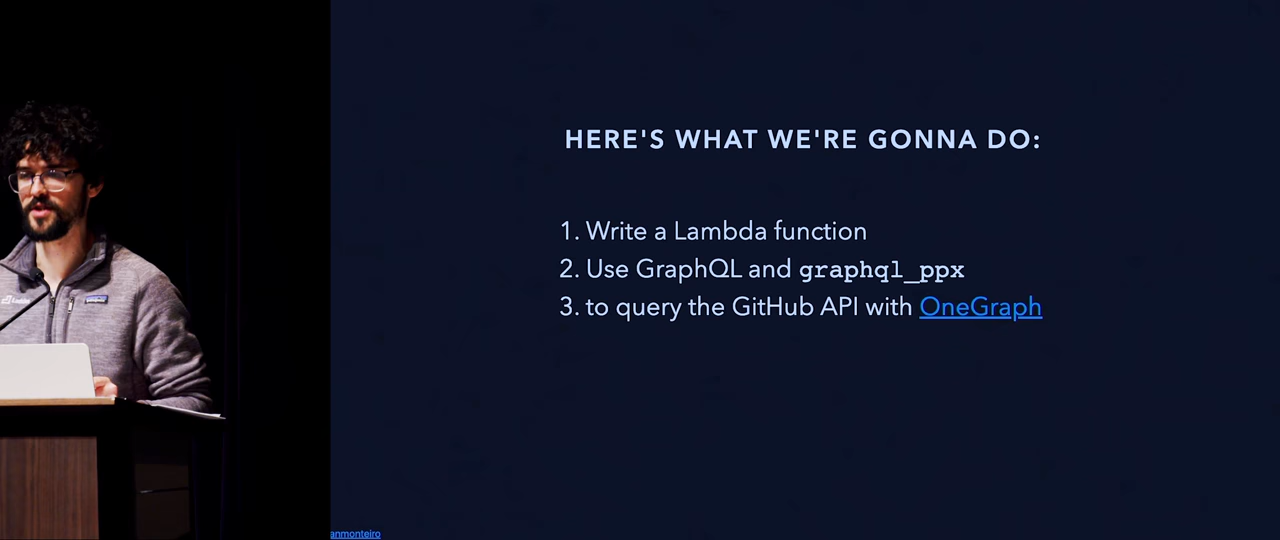 HERE'S WHAT WE'RE GONNA DO:
1. Write a Lambda function
2. Use GraphQL and graphql_ppx
3. to query the GitHub API with OneGraph
anmonteiro